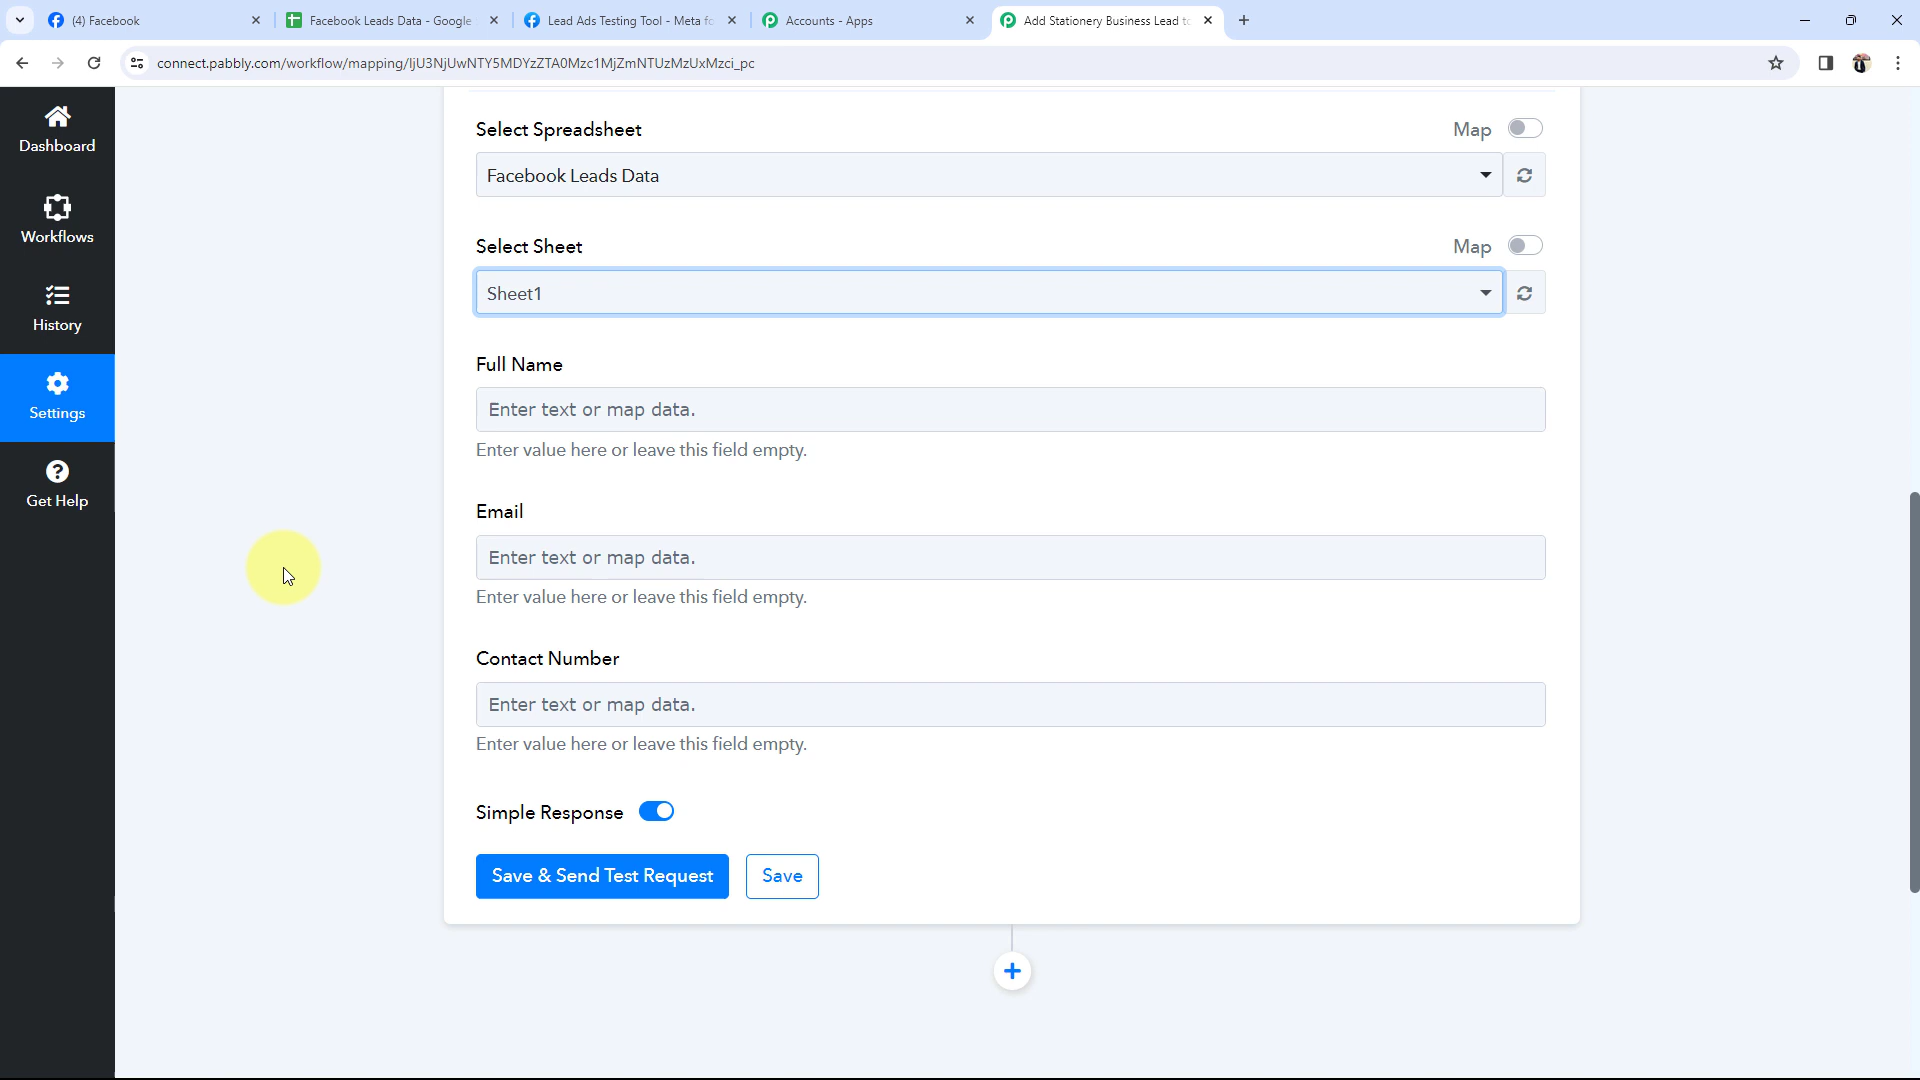 (4) Facebook
Facebook Leads Data - Google
Lead Ads Testing Tool - Meta fo
Accounts - Apps
Add Stationery Business Lead to
connect.pabbly.com/workflow/mapping/IjU3NjUwNTY5MDYzZTA0Mzc1MjZmNTUzMzUxMzci_pc
Dashboard
Workflows
History
Settings
Get Help
Select Spreadsheet
Map
Facebook Leads Data
Select Sheet
Map
Sheet1
Full Name
Enter text or map data.
Enter value here or leave this field empty.
Email
Enter text or map data.
Enter value here or leave this field empty.
Contact Number
Enter text or map data.
Enter value here or leave this field empty.
Simple Response
Save & Send Test Request
Save